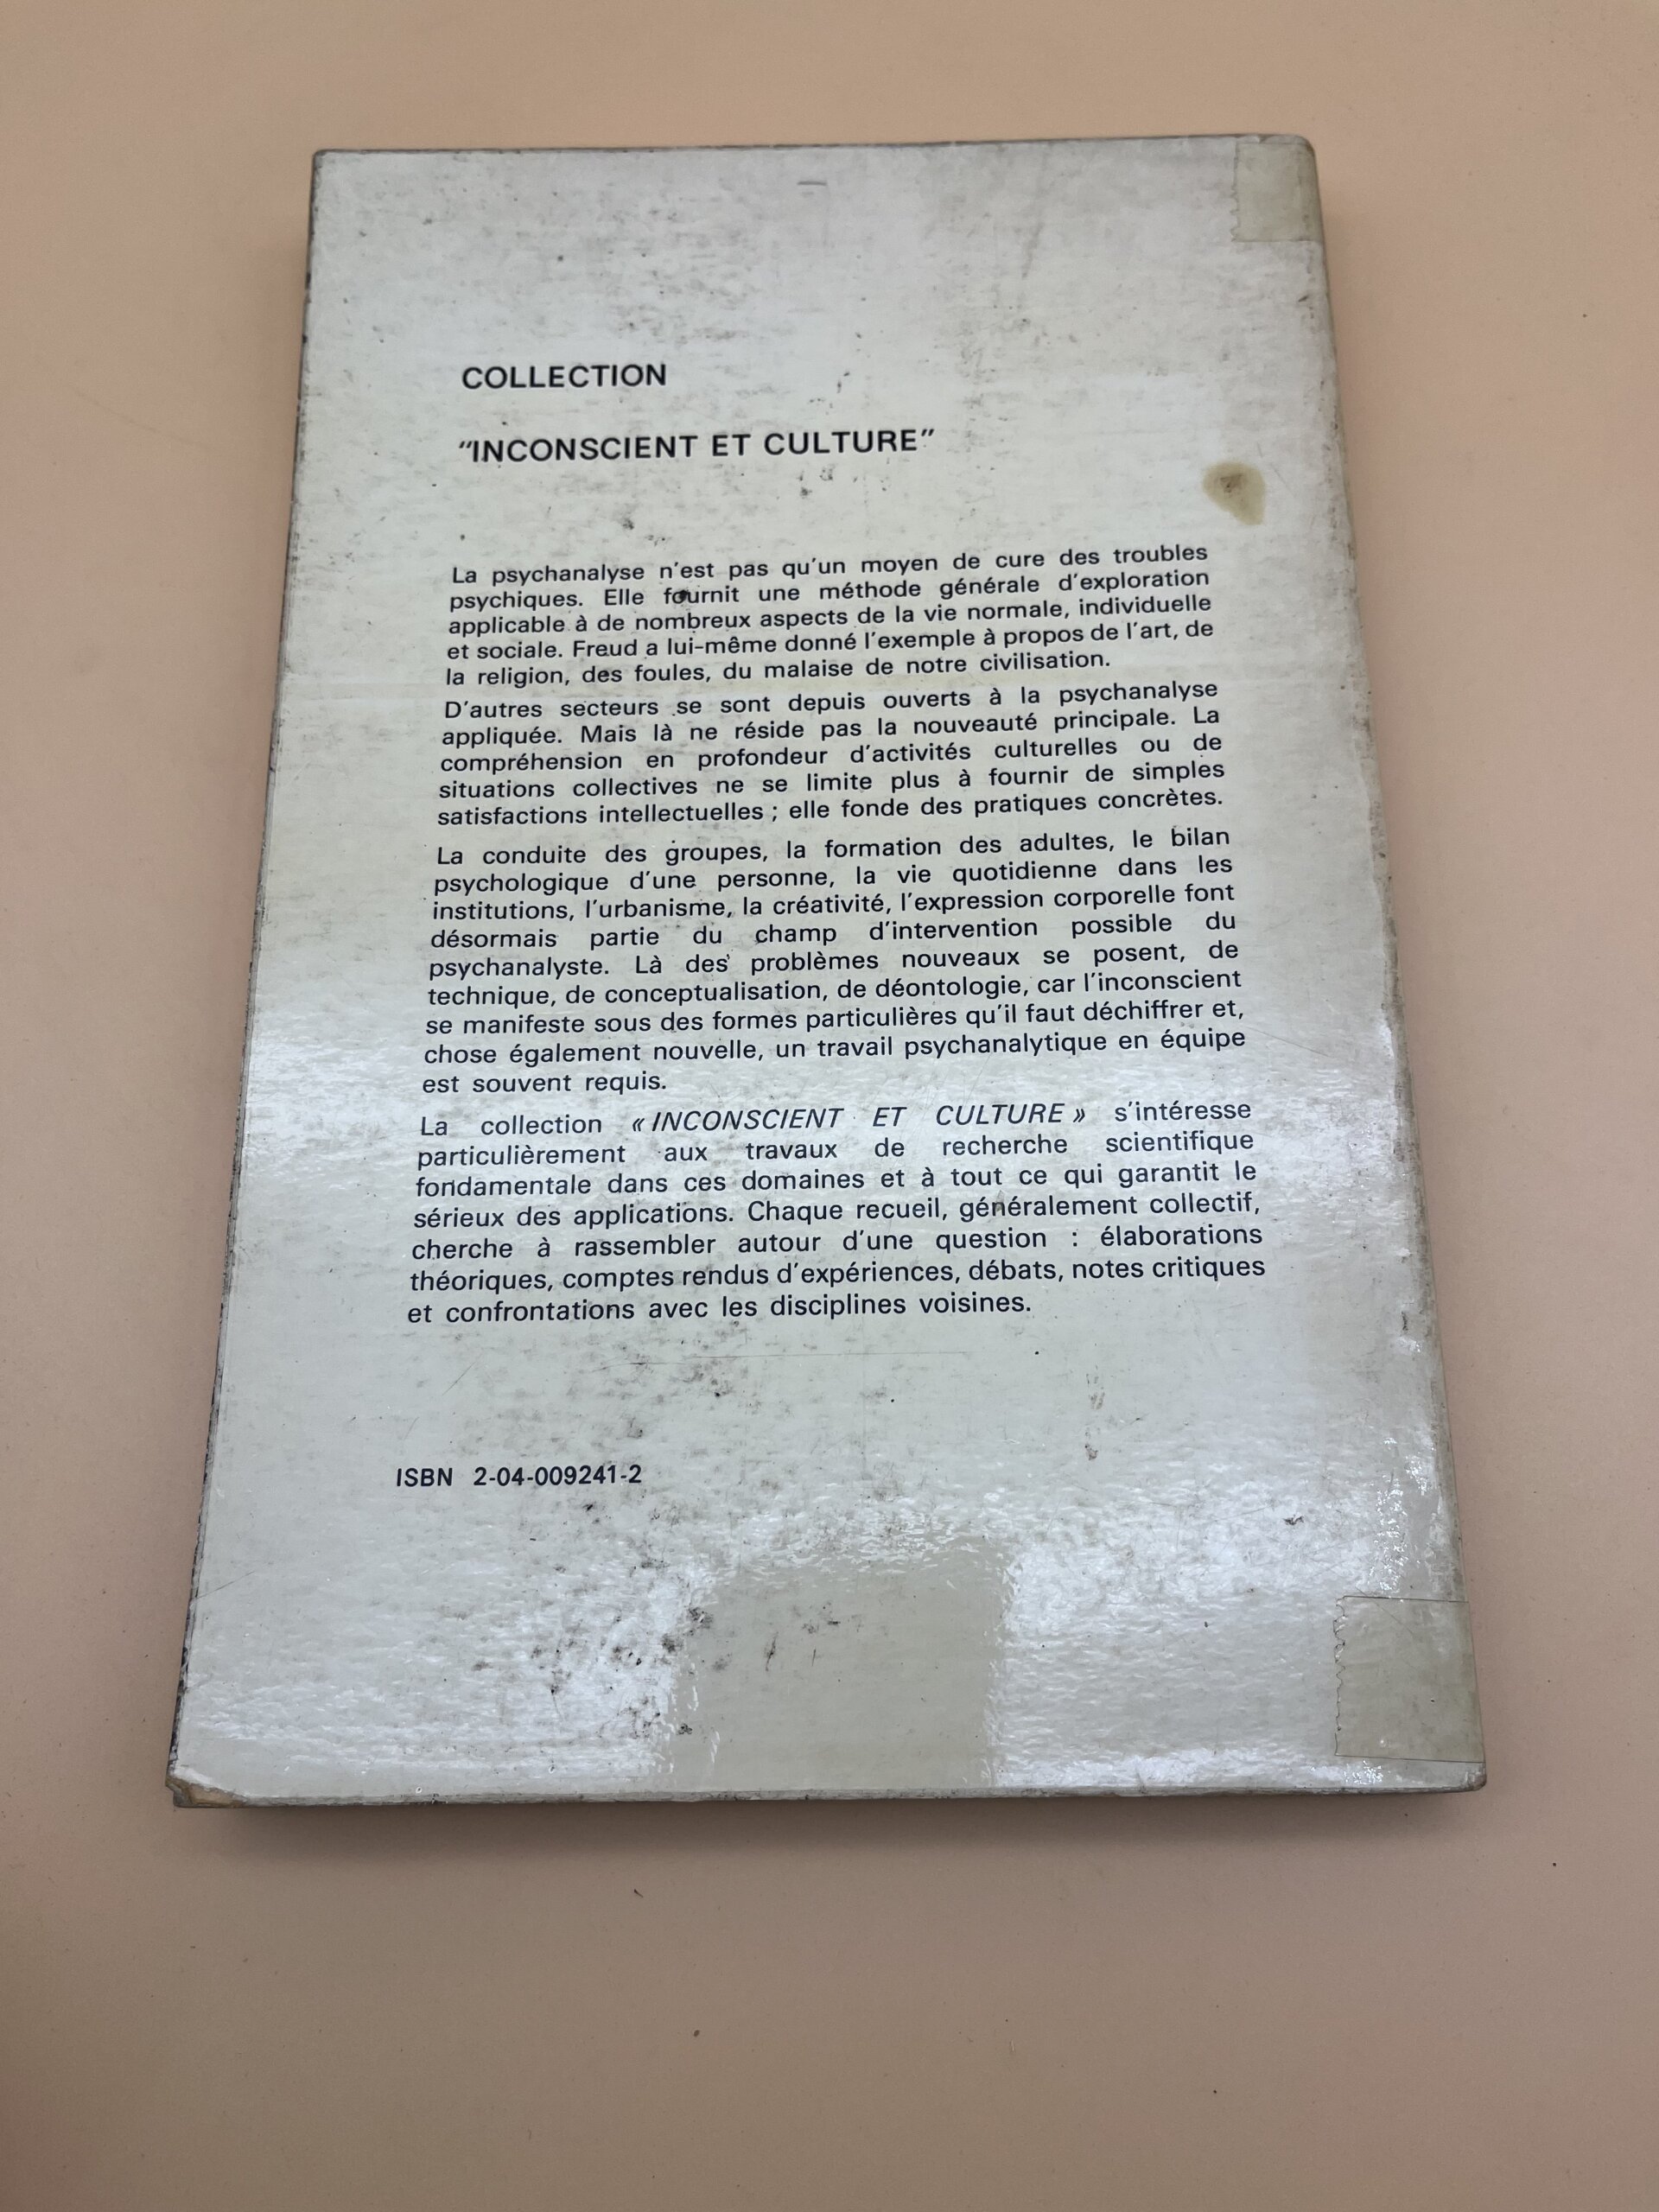 COLLECTION
"INCONSCIENT ET CULTURE"
La psychanalyse n'est pas qu'un moyen de cure des troubles
psychiques. Elle fournit une méthode générale d'exploration
applicable à de nombreux aspects de la vie normale, individuelle
et sociale. Freud a lui-même donné l'exemple à propos de l'art, de
la religion, des foules, du malaise de notre civilisation.
D'autres secteurs se sont depuis ouverts à la psychanalyse
appliquée. Mais là ne réside pas la nouveauté principale. La
compréhension en profondeur d'activités culturelles ou de
situations collectives ne se limite plus à fournir de simples
satisfactions intellectuelles ; elle fonde des pratiques concrètes.
La conduite des groupes, la formation des adultes, le bilan
psychologique d'une personne, la vie quotidienne dans les
institutions, l'urbanisme, la créativité, l'expression corporelle font
désormais partie du champ d'intervention possible du
psychanalyste. Là des problèmes nouveaux se posent, de
technique, de conceptualisation, de déontologie, car l'inconscient
se manifeste sous des formes particulières qu'il faut déchiffrer et,
chose également nouvelle, un travail psychanalytique en équipe
est souvent requis.
La collection « INCONSCIENT ET CULTURE » s'intéresse
particulièrement aux travaux de recherche scientifique
fondamentale dans ces domaines et à tout ce qui garantit le
sérieux des applications. Chaque recueil, généralement collectif,
cherche à rassembler autour d'une question : élaborations
théoriques, comptes rendus d'expériences, débats, notes critiques
et confrontations avec les disciplines voisines.
ISBN 2-04-009241-2